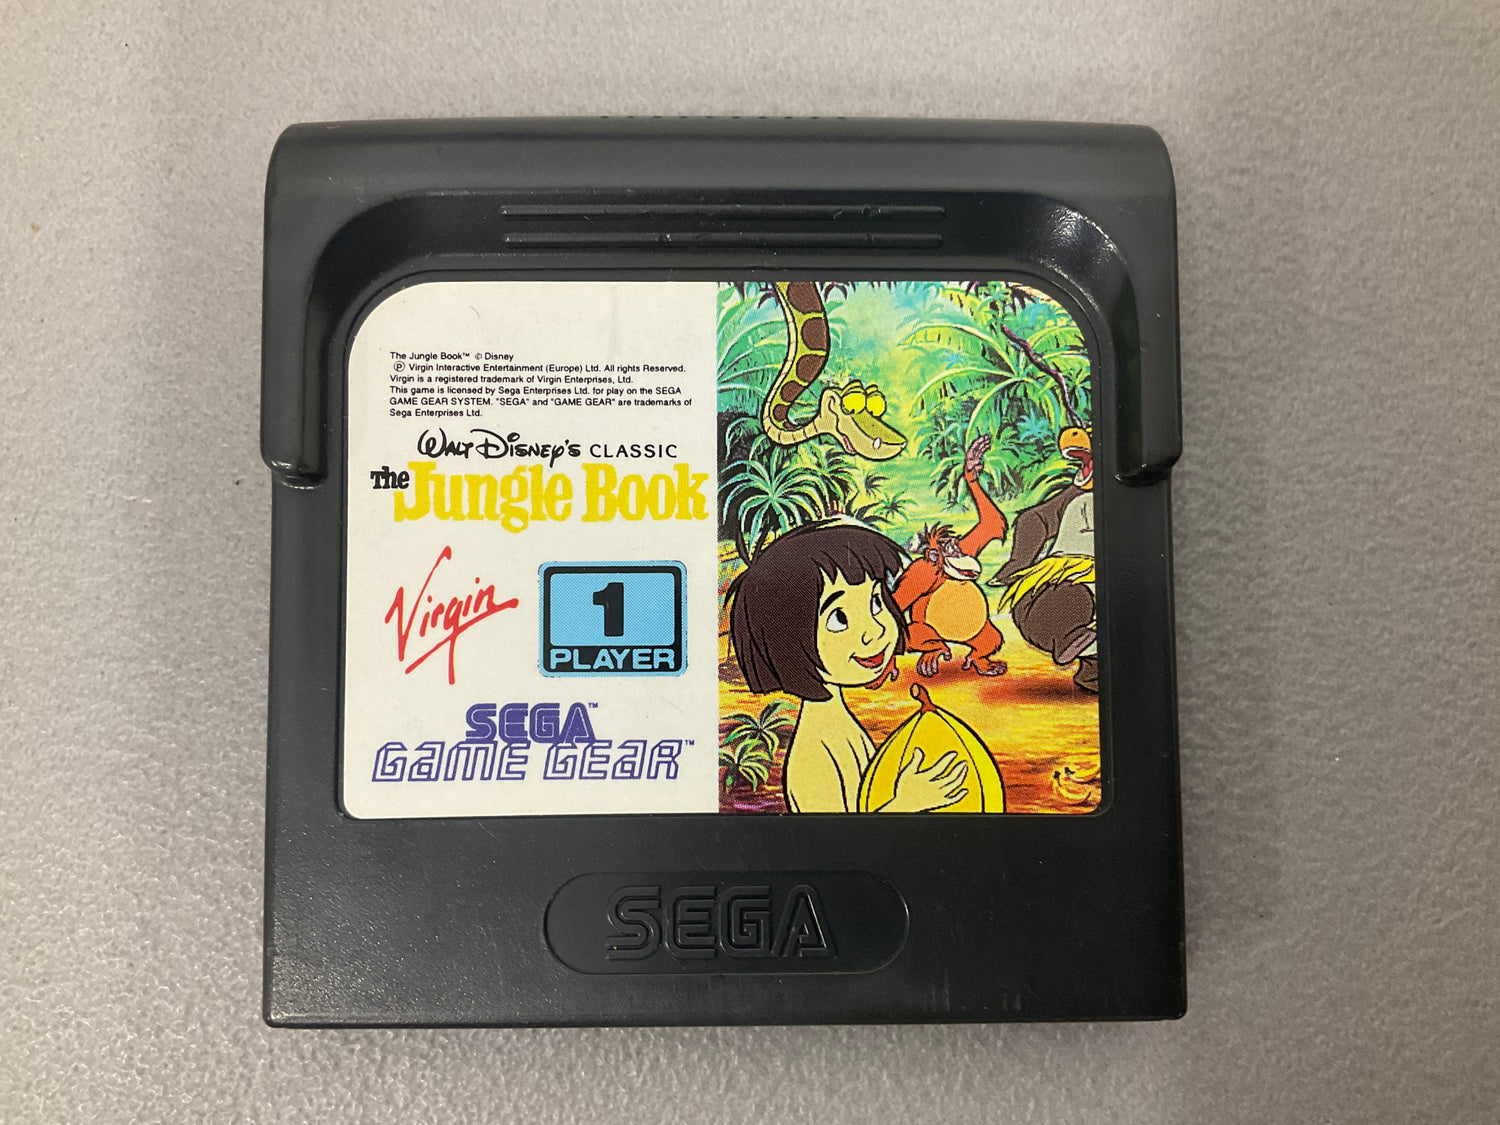 The Jungle Book™ © Disney
Ⓟ Virgin Interactive Entertainment (Europe) Ltd. All rights Reserved.
Virgin is a registered trademark of Virgin Enterprises, Ltd.
This game is licensed by Sega Enterprises Ltd. for play on the SEGA
GAME GEAR SYSTEM. "SEGA" and "GAME GEAR" are trademarks of
Sega Enterprises Ltd.
WALT DISNEY'S CLASSIC
The Jungle Book
Virgin
1
PLAYER
SEGA™
GAME GEAR™
SEGA